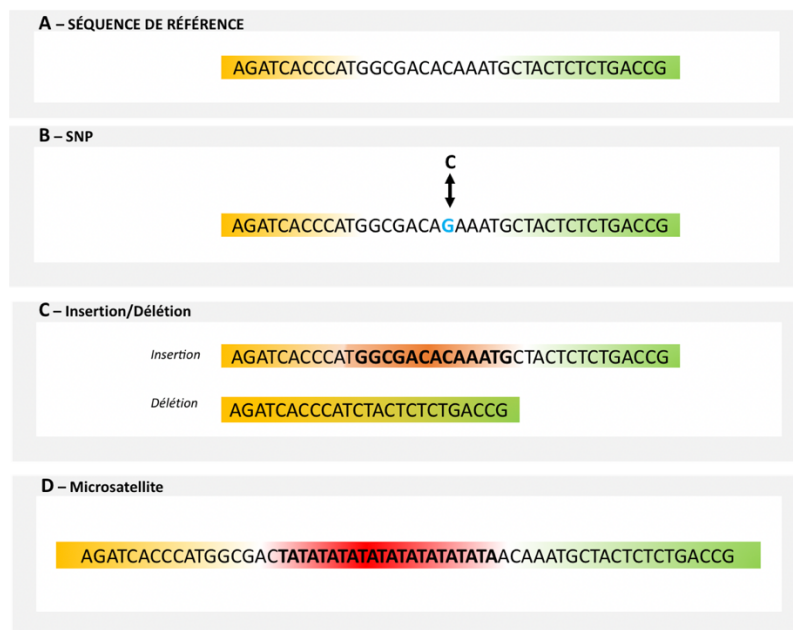 A – SÉQUENCE DE RÉFÉRENCE
AGATCACCCATGGCGACACAAATGCTACTCTCTGACCG
B – SNP
C
AGATCACCCATGGCGACAGAAATGCTACTCTCTGACCG
C – Insertion/Délétion
Insertion AGATCACCCATGGCGACACAAATGCTACTCTCTGACCG
Délétion AGATCACCCATCTACTCTCTGACCG
D – Microsatellite
AGATCACCCATGGCGACTATATATATATATATATATATAACAAATGCTACTCTCTGACCG